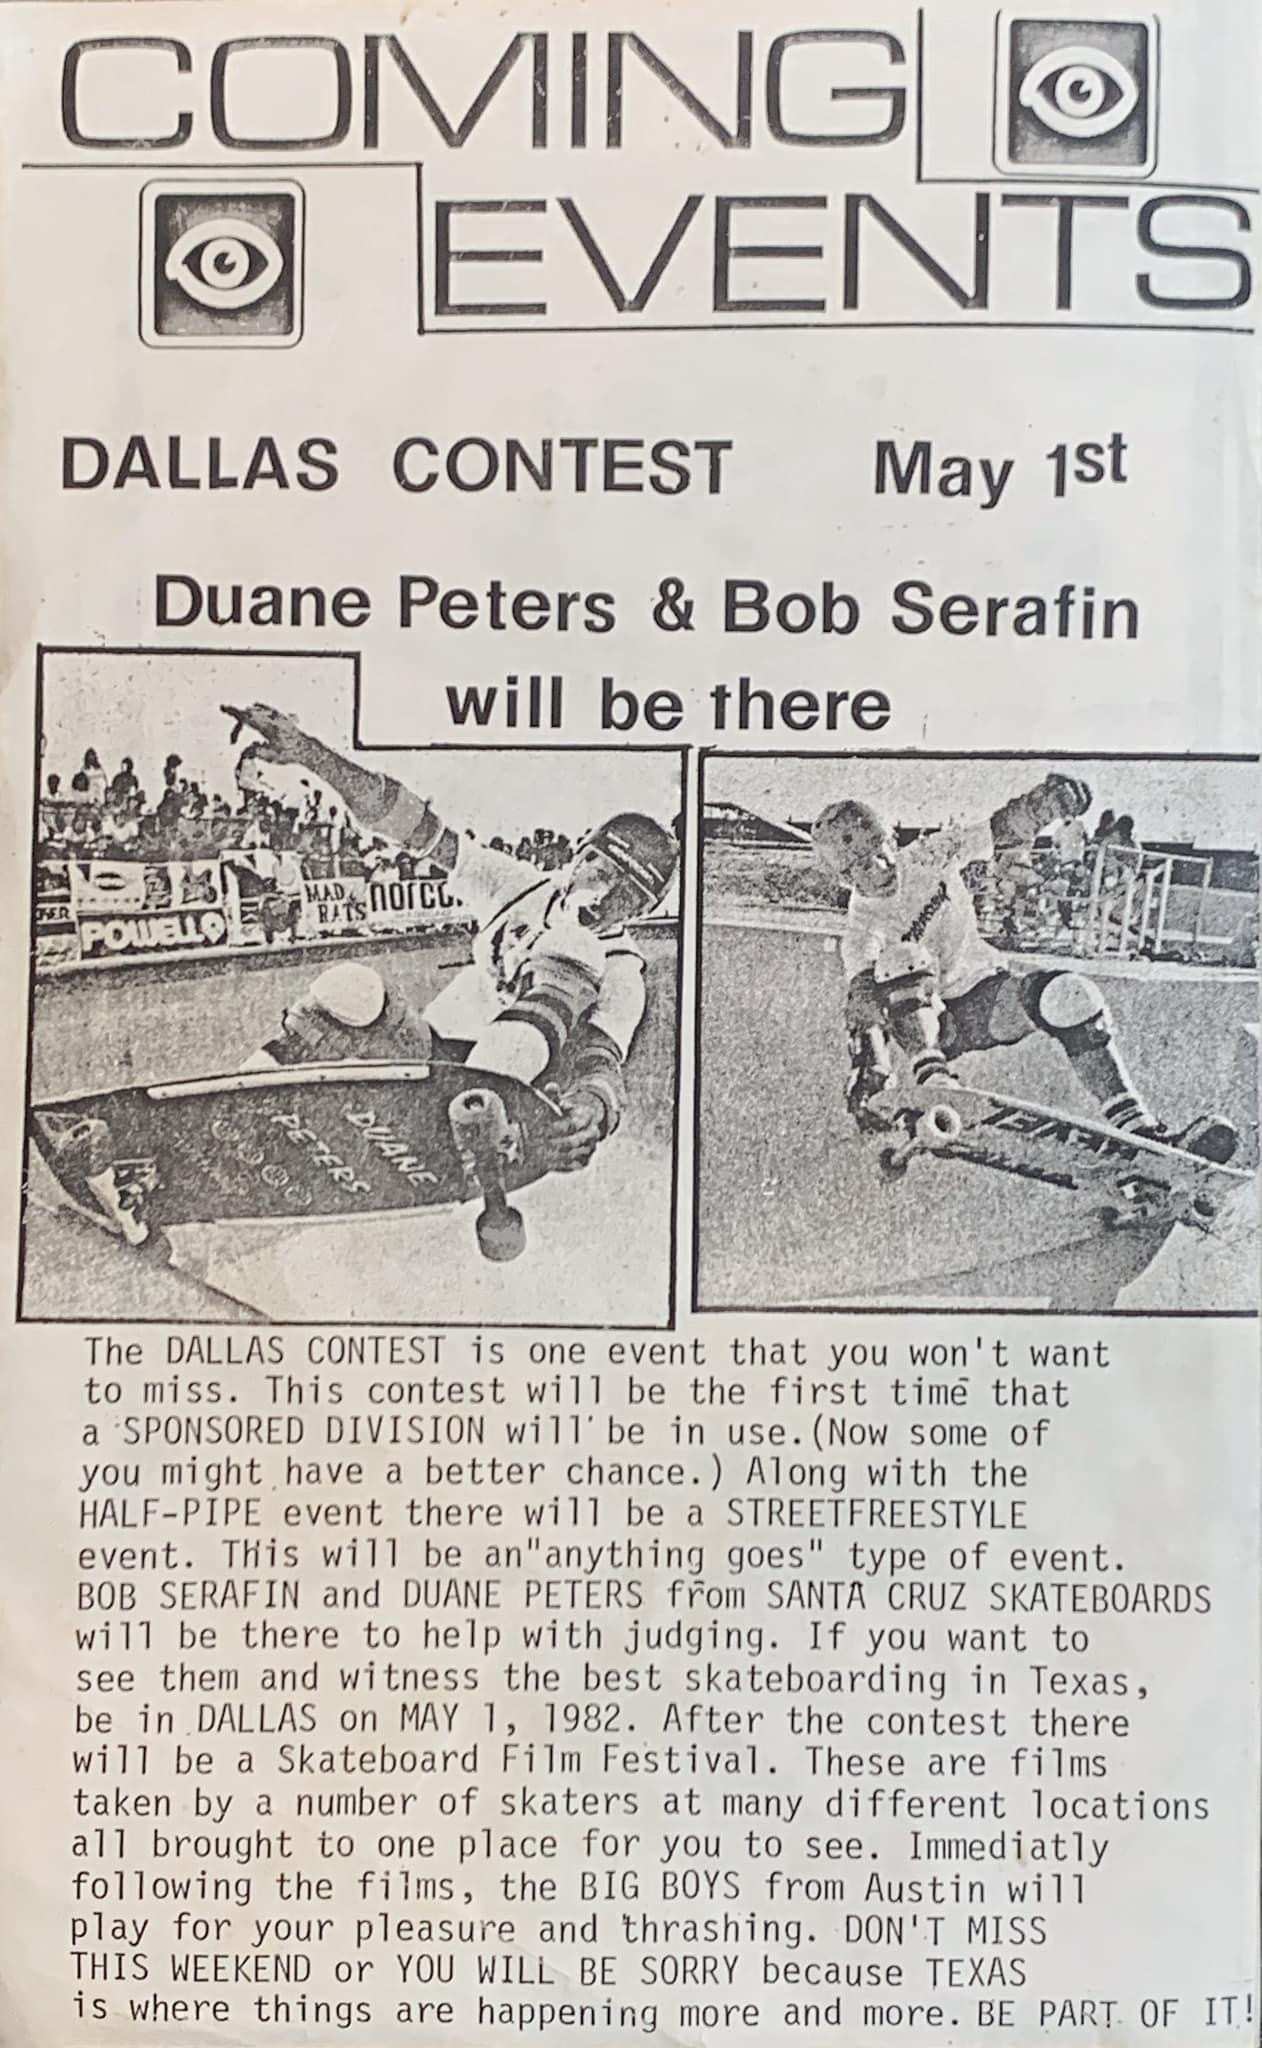 COMING
EVENTS
DALLAS CONTEST May 1st
Duane Peters & Bob Serafin
will be there
MAD RATS
norco.
POWELL
DUANE
PETERS
The DALLAS CONTEST is one event that you won't want
to miss. This contest will be the first time that
a SPONSORED DIVISION will be in use.(Now some of
you might have a better chance.) Along with the
HALF-PIPE event there will be a STREETFREESTYLE
event. This will be an"anything goes" type of event.
BOB SERAFIN and DUANE PETERS from SANTA CRUZ SKATEBOARDS
will be there to help with judging. If you want to
see them and witness the best skateboarding in Texas,
be in DALLAS on MAY 1, 1982. After the contest there
will be a Skateboard Film Festival. These are films
taken by a number of skaters at many different locations
all brought to one place for you to see. Immediatly
following the films, the BIG BOYS from Austin will
play for your pleasure and thrashing. DON'T MISS
THIS WEEKEND or YOU WILL BE SORRY because TEXAS
is where things are happening more and more. BE PART OF IT!